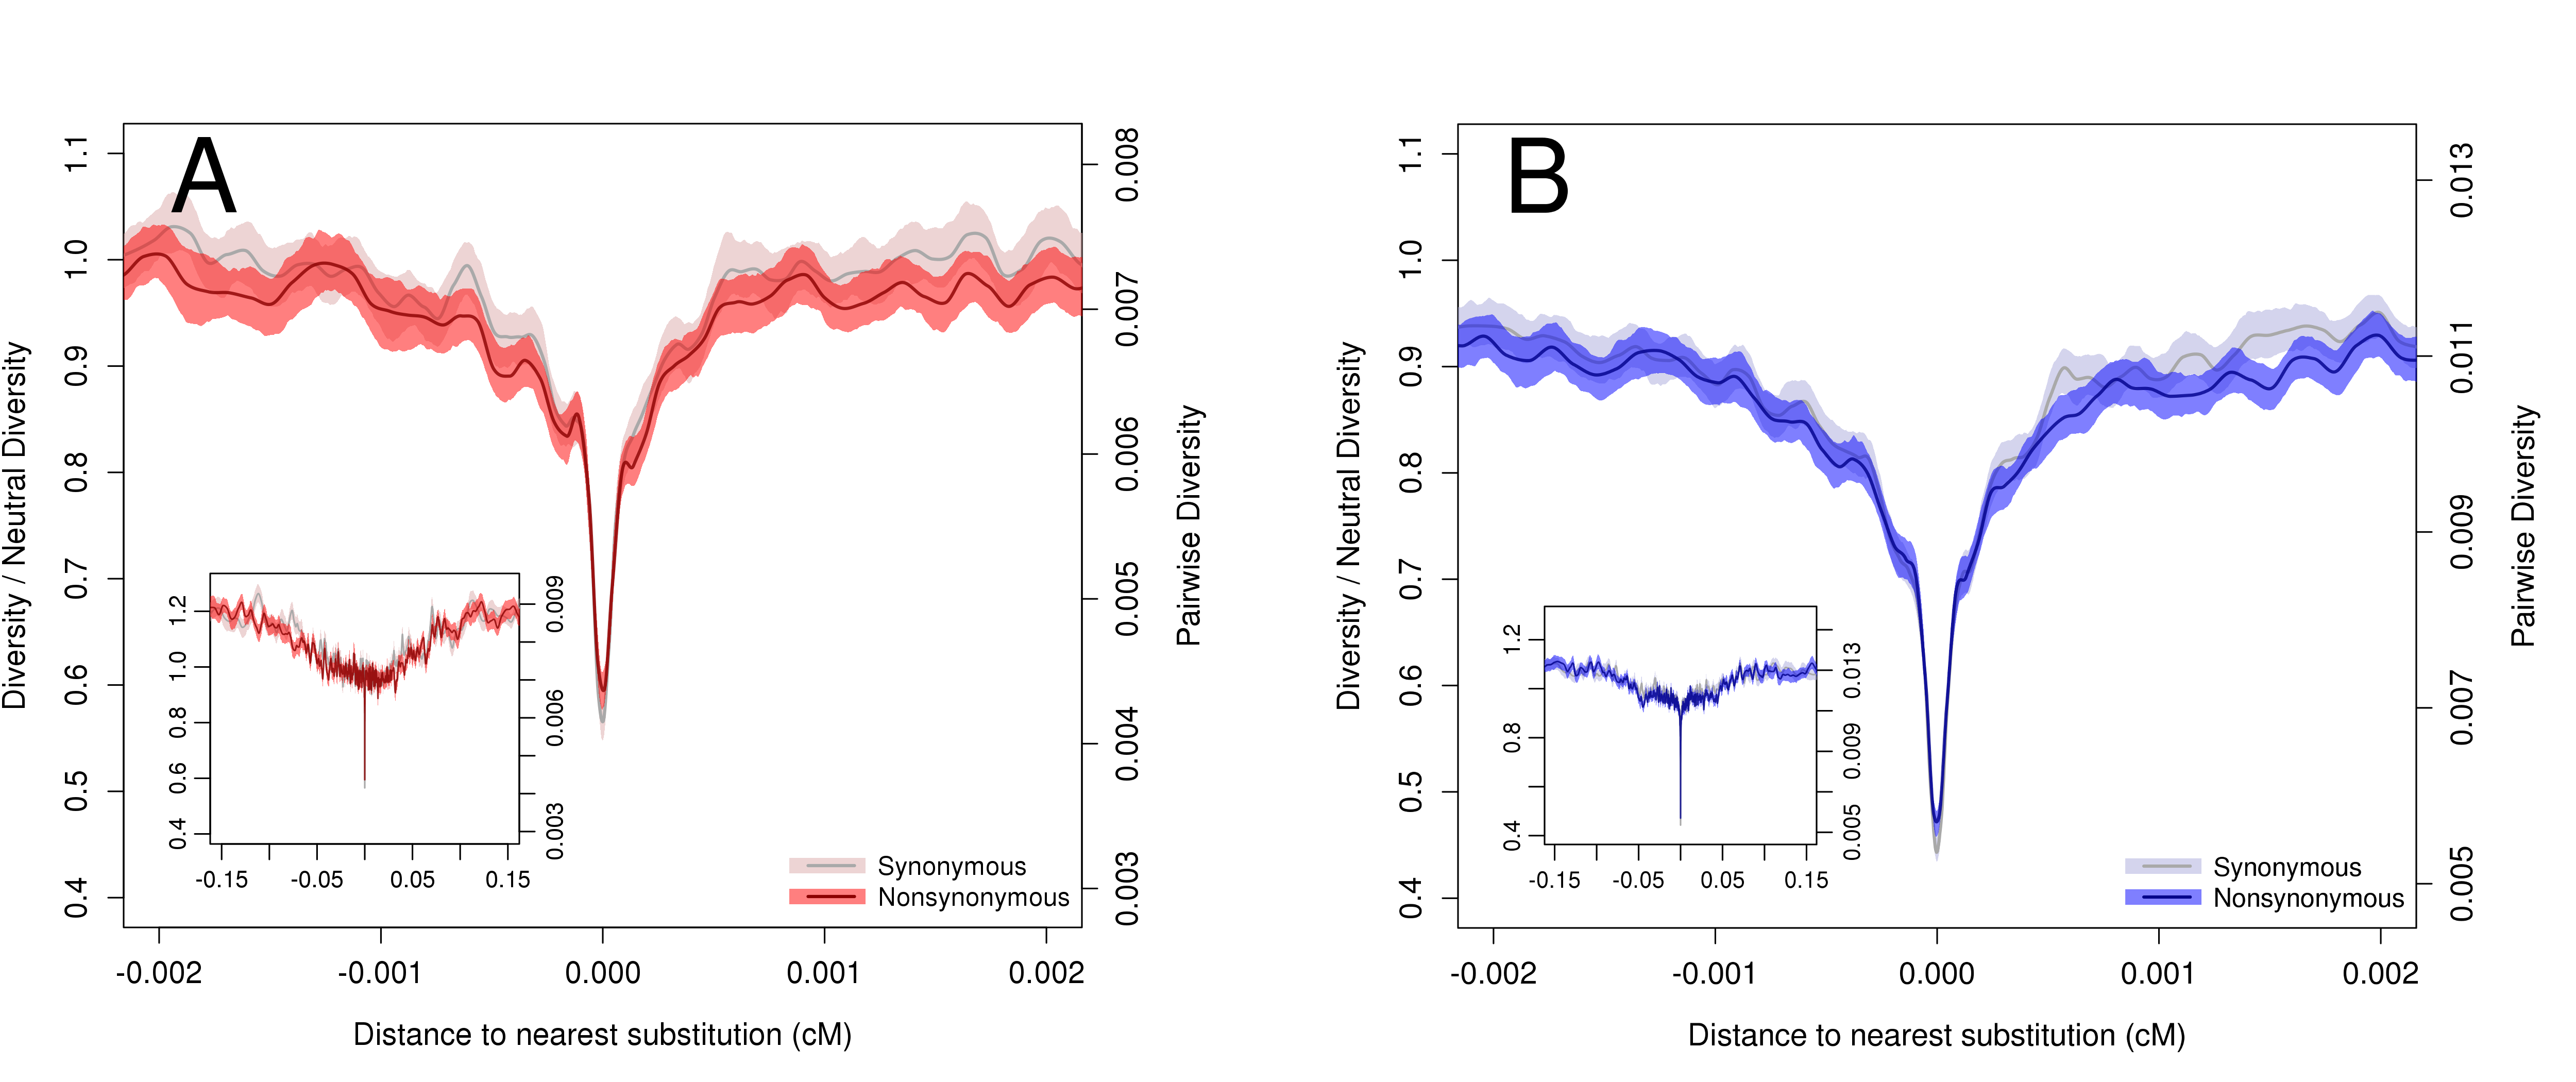 A
Diversity / Neutral Diversity
1.1
1.0
0.9
0.8
0.7
0.6
0.5
0.4
0.008
0.007
0.006
0.005
0.004
0.003
Pairwise Diversity
1.2
1.0
0.8
0.6
0.4
0.009
0.006
0.003
-0.15 -0.05 0.05 0.15
Synonymous
Nonsynonymous
-0.002 -0.001 0.000 0.001 0.002
Distance to nearest substitution (cM)
B
Diversity / Neutral Diversity
1.1
1.0
0.9
0.8
0.7
0.6
0.5
0.4
0.013
0.011
0.009
0.007
0.005
Pairwise Diversity
1.2
0.8
0.4
0.013
0.009
0.005
-0.15 -0.05 0.05 0.15
Synonymous
Nonsynonymous
-0.002 -0.001 0.000 0.001 0.002
Distance to nearest substitution (cM)